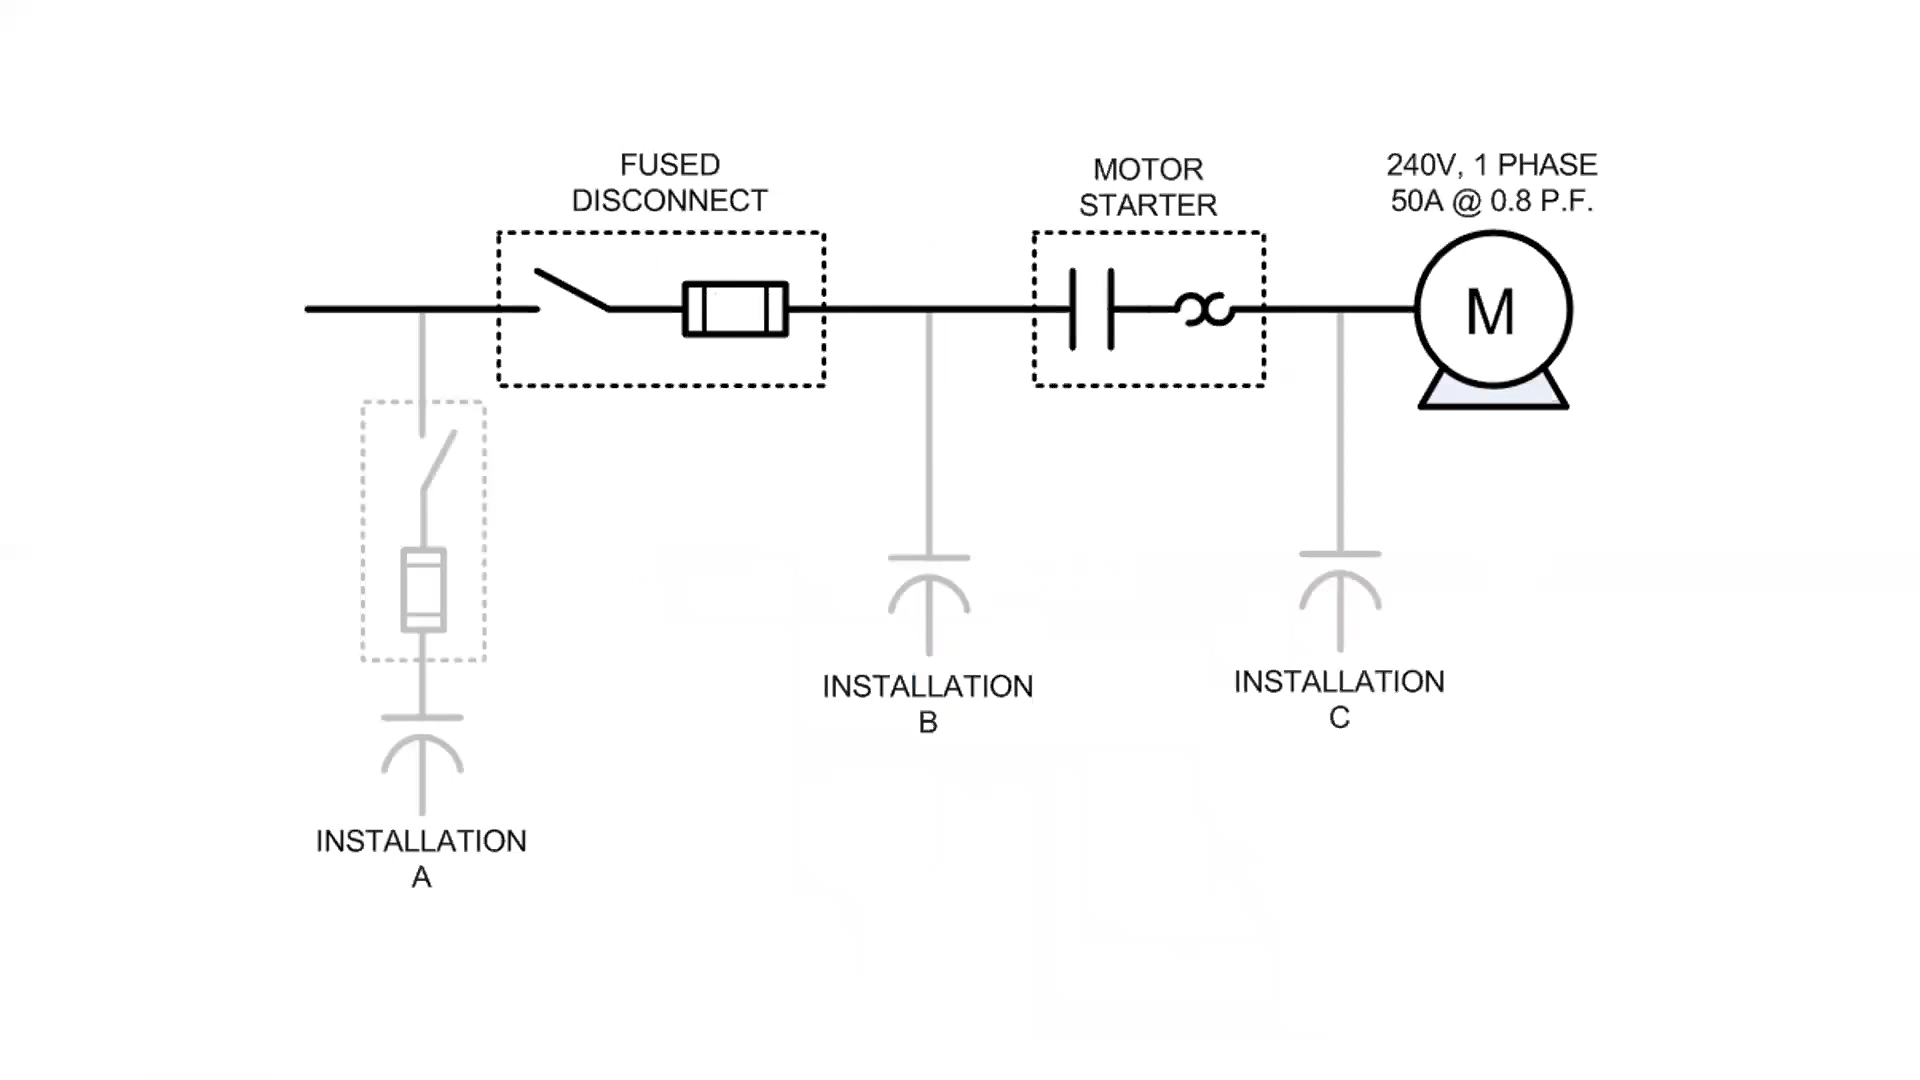 FUSED
DISCONNECT
MOTOR
STARTER
240V, 1 PHASE
50A @ 0.8 P.F.
M
INSTALLATION
B
INSTALLATION
C
INSTALLATION
A